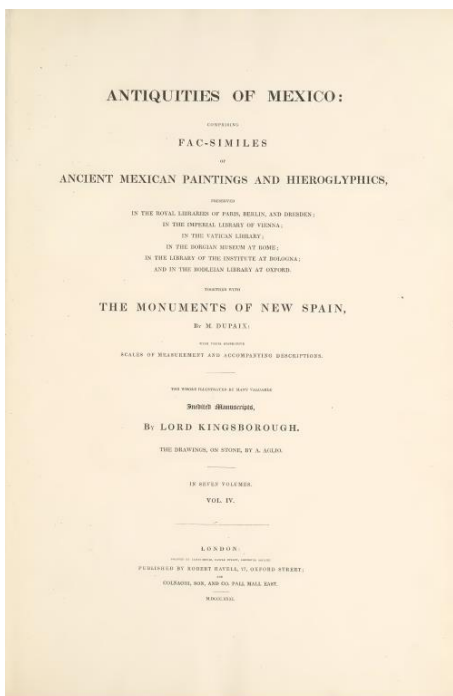 ANTIQUITIES OF MEXICO:
COMPRISING
FAC-SIMILES
OF
ANCIENT MEXICAN PAINTINGS AND HIEROGLYPHICS,
PRESERVED
IN THE ROYAL LIBRARIES OF PARIS, BERLIN, AND DRESDEN;
IN THE IMPERIAL LIBRARY OF VIENNA;
IN THE VATICAN LIBRARY;
IN THE BORGIAN MUSEUM AT ROME;
IN THE LIBRARY OF THE INSTITUTE AT BOLOGNA;
AND IN THE BODLEIAN LIBRARY AT OXFORD.
TOGETHER WITH
THE MONUMENTS OF NEW SPAIN,
BY M. DUPAIX:
WITH THEIR RESPECTIVE
SCALES OF MEASUREMENT AND ACCOMPANYING DESCRIPTIONS.
THE WHOLE ILLUSTRATED BY MANY VALUABLE
Inedited Manuscripts,
BY LORD KINGSBOROUGH.
THE DRAWINGS, ON STONE, BY A. AGLIO.
IN SEVEN VOLUMES.
VOL. IV.
LONDON:
PUBLISHED BY ROBERT HAVELL, 77, OXFORD STREET;
AND
COLNAGHI, SON, AND CO. PALL MALL EAST.